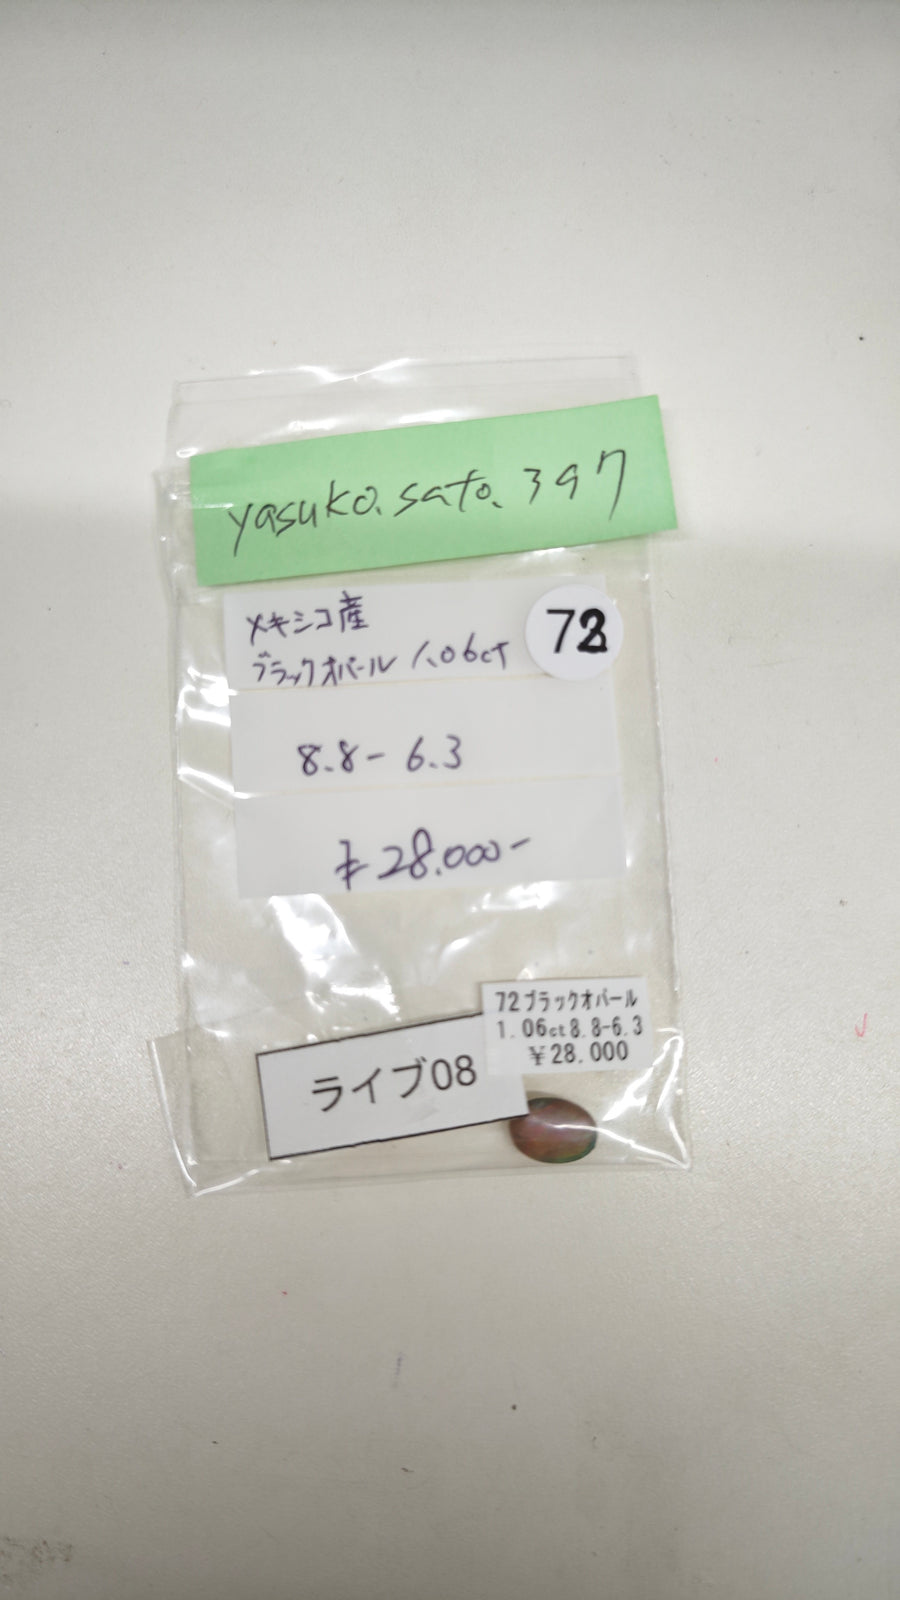 yasuko.sato.397
メキシコ産
ブラックオパール 1.06ct
72
8.8- 6.3
¥28.000-
72ブラックオパール
1.06ct8.8-6.3
¥28.000
ライブ08